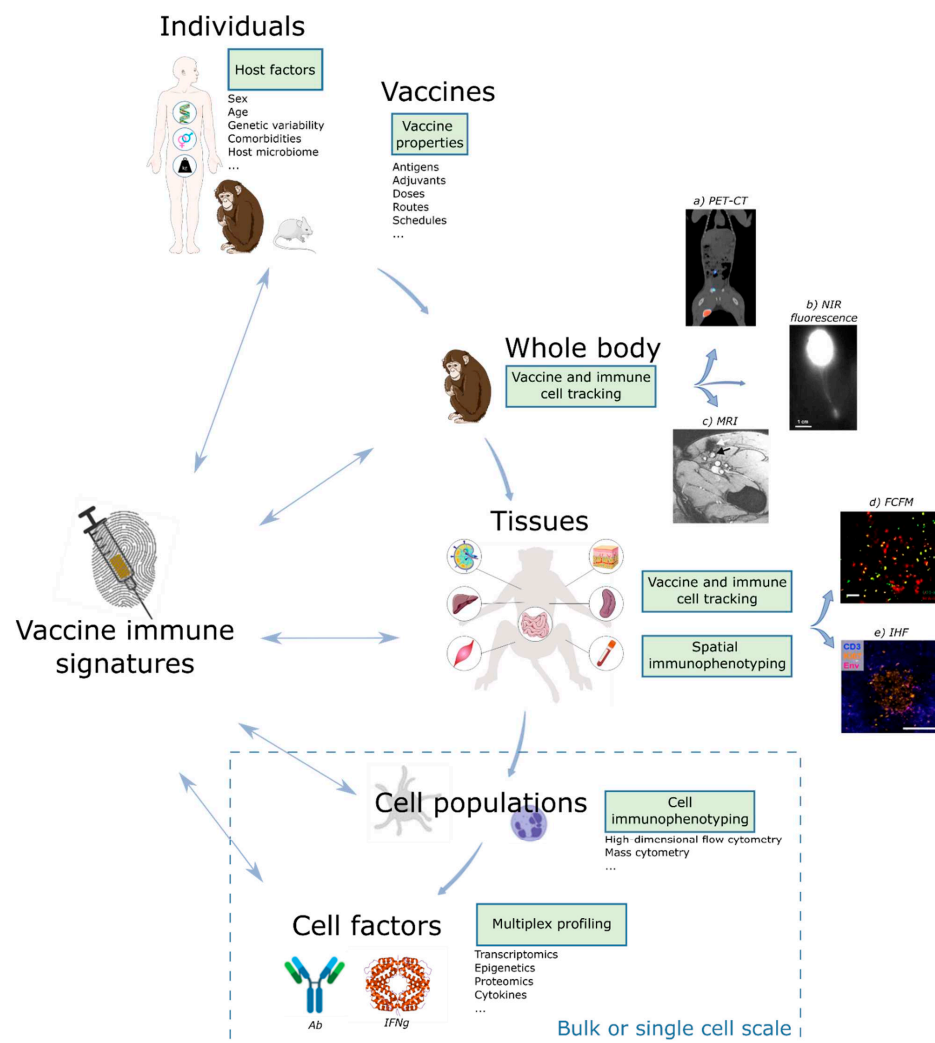 Individuals
Host factors
Sex
Age
Genetic variability
Comorbidities
Host microbiome
...
Vaccines
Vaccine
properties
Antigens
Adjuvants
Doses
Routes
Schedules
...
a) PET-CT
b) NIR
fluorescence
1 cm
Whole body
Vaccine and immune
cell tracking
c) MRI
Tissues
d) FCFM
Vaccine and immune
cell tracking
Spatial
immunophenotyping
e) IHF
CD3
Env
Vaccine immune
signatures
Cell populations
Cell
immunophenotyping
High-dimensional flow cytometry
Mass cytometry
...
Cell factors
Multiplex profiling
Transcriptomics
Epigenetics
Proteomics
Cytokines
...
Ab
IFNg
Bulk or single cell scale